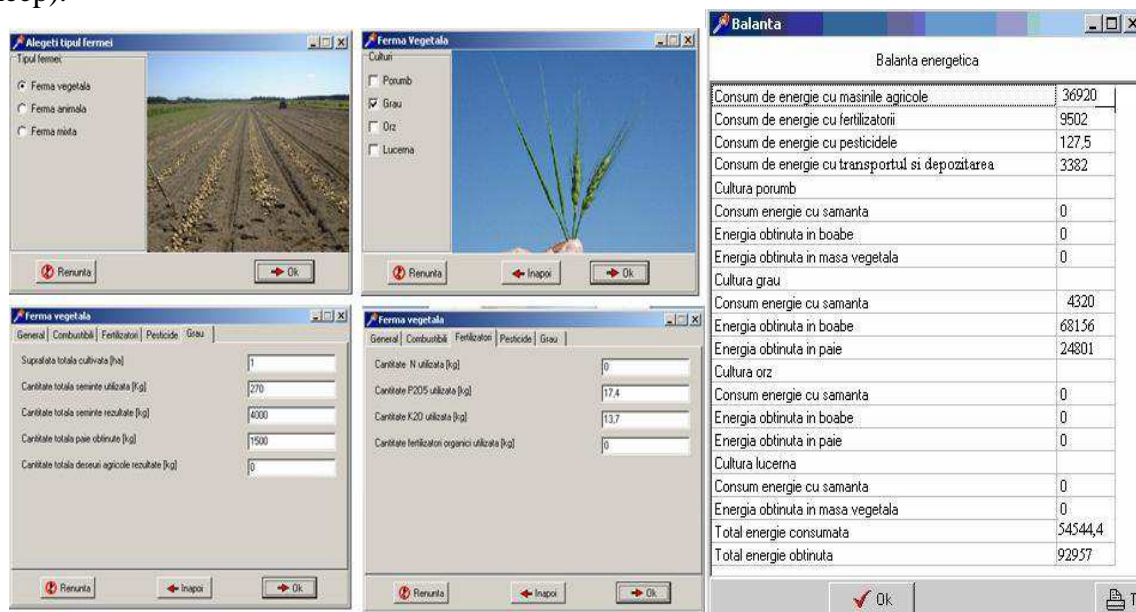 Alegeti tipul fermei
Tipul fermei:
Ferma vegetala
Ferma animala
Ferma mixta
Renunta
Ok
Ferma Vegetala
Culturi
Porumb
Grau
Orz
Lucerna
Renunta
Inapoi
Ok
Ferma vegetala
General Combustibili Fertilizatori Pesticide Grau
Suprafata totala cultivata [ha] 1
Cantitate totala seminte utilizata [Kg] 270
Cantitate totala seminte rezultate [kg] 4000
Cantitate totala paie obtinute [kg] 1500
Cantitate totala deseuri agricole rezultate [kg] 0
Renunta
Inapoi
Ok
Ferma vegetala
General Combustibili Fertilizatori Pesticide Grau
Cantitate N utilizata [kg] 0
Cantitate P2O5 utilizata [kg] 17,4
Cantitate K2O utilizata [kg] 13,7
Cantitate fertilizatori organici utilizata [kg] 0
Renunta
Inapoi
Ok
Balanta
Balanta energetica
Consum de energie cu masinile agricole 36920
Consum de energie cu fertilizatorii 9502
Consum de energie cu pesticidele 127,5
Consum de energie cu transportul si depozitarea 3382
Cultura porumb
Consum energie cu samanta 0
Energia obtinuta in boabe 0
Energia obtinuta in masa vegetala 0
Cultura grau
Consum energie cu samanta 4320
Energia obtinuta in boabe 68156
Energia obtinuta in paie 24801
Cultura orz
Consum energie cu samanta 0
Energia obtinuta in boabe 0
Energia obtinuta in paie 0
Cultura lucerna
Consum energie cu samanta 0
Energia obtinuta in masa vegetala 0
Total energie consumata 54544,4
Total energie obtinuta 92957
Ok